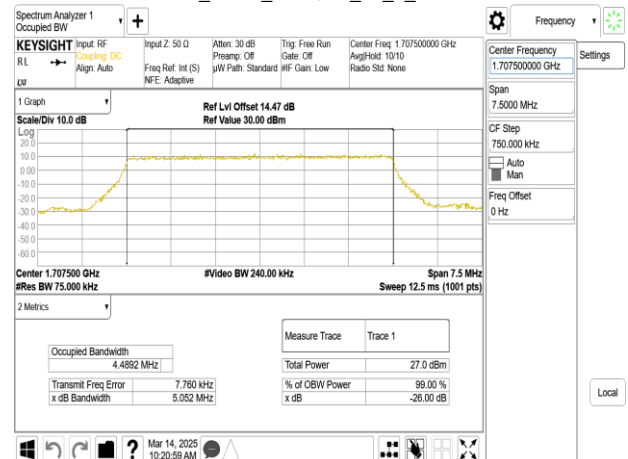 Spectrum Analyzer 1
Occupied BW
Frequency
KEYSIGHT
RL
Input: RF
Coupling: DC
Align: Auto
Input Z: 50 Ω
Freq Ref: Int (S)
NFE: Adaptive
Atten: 30 dB
Preamp: Off
µW Path: Standard
Trig: Free Run
Gate: Off
#IF Gain: Low
Center Freq: 1.707500000 GHz
Avg|Hold: 10/10
Radio Std: None
Center Frequency
1.707500000 GHz
Settings
Span
7.5000 MHz
CF Step
750.000 kHz
Auto
Man
Freq Offset
0 Hz
Local
1 Graph
Scale/Div 10.0 dB
Ref Lvl Offset 14.47 dB
Ref Value 30.00 dBm
Log
20.0
10.0
0.00
-10.0
-20.0
-30.0
-40.0
-50.0
-60.0
Center 1.707500 GHz
#Video BW 240.00 kHz
Span 7.5 MHz
#Res BW 75.000 kHz
Sweep 12.5 ms (1001 pts)
2 Metrics
Measure Trace
Trace 1
Occupied Bandwidth
4.4892 MHz
Total Power
27.0 dBm
Transmit Freq Error
7.760 kHz
% of OBW Power
99.00 %
x dB Bandwidth
5.052 MHz
x dB
-26.00 dB
?
Mar 14, 2025
10:20:59 AM